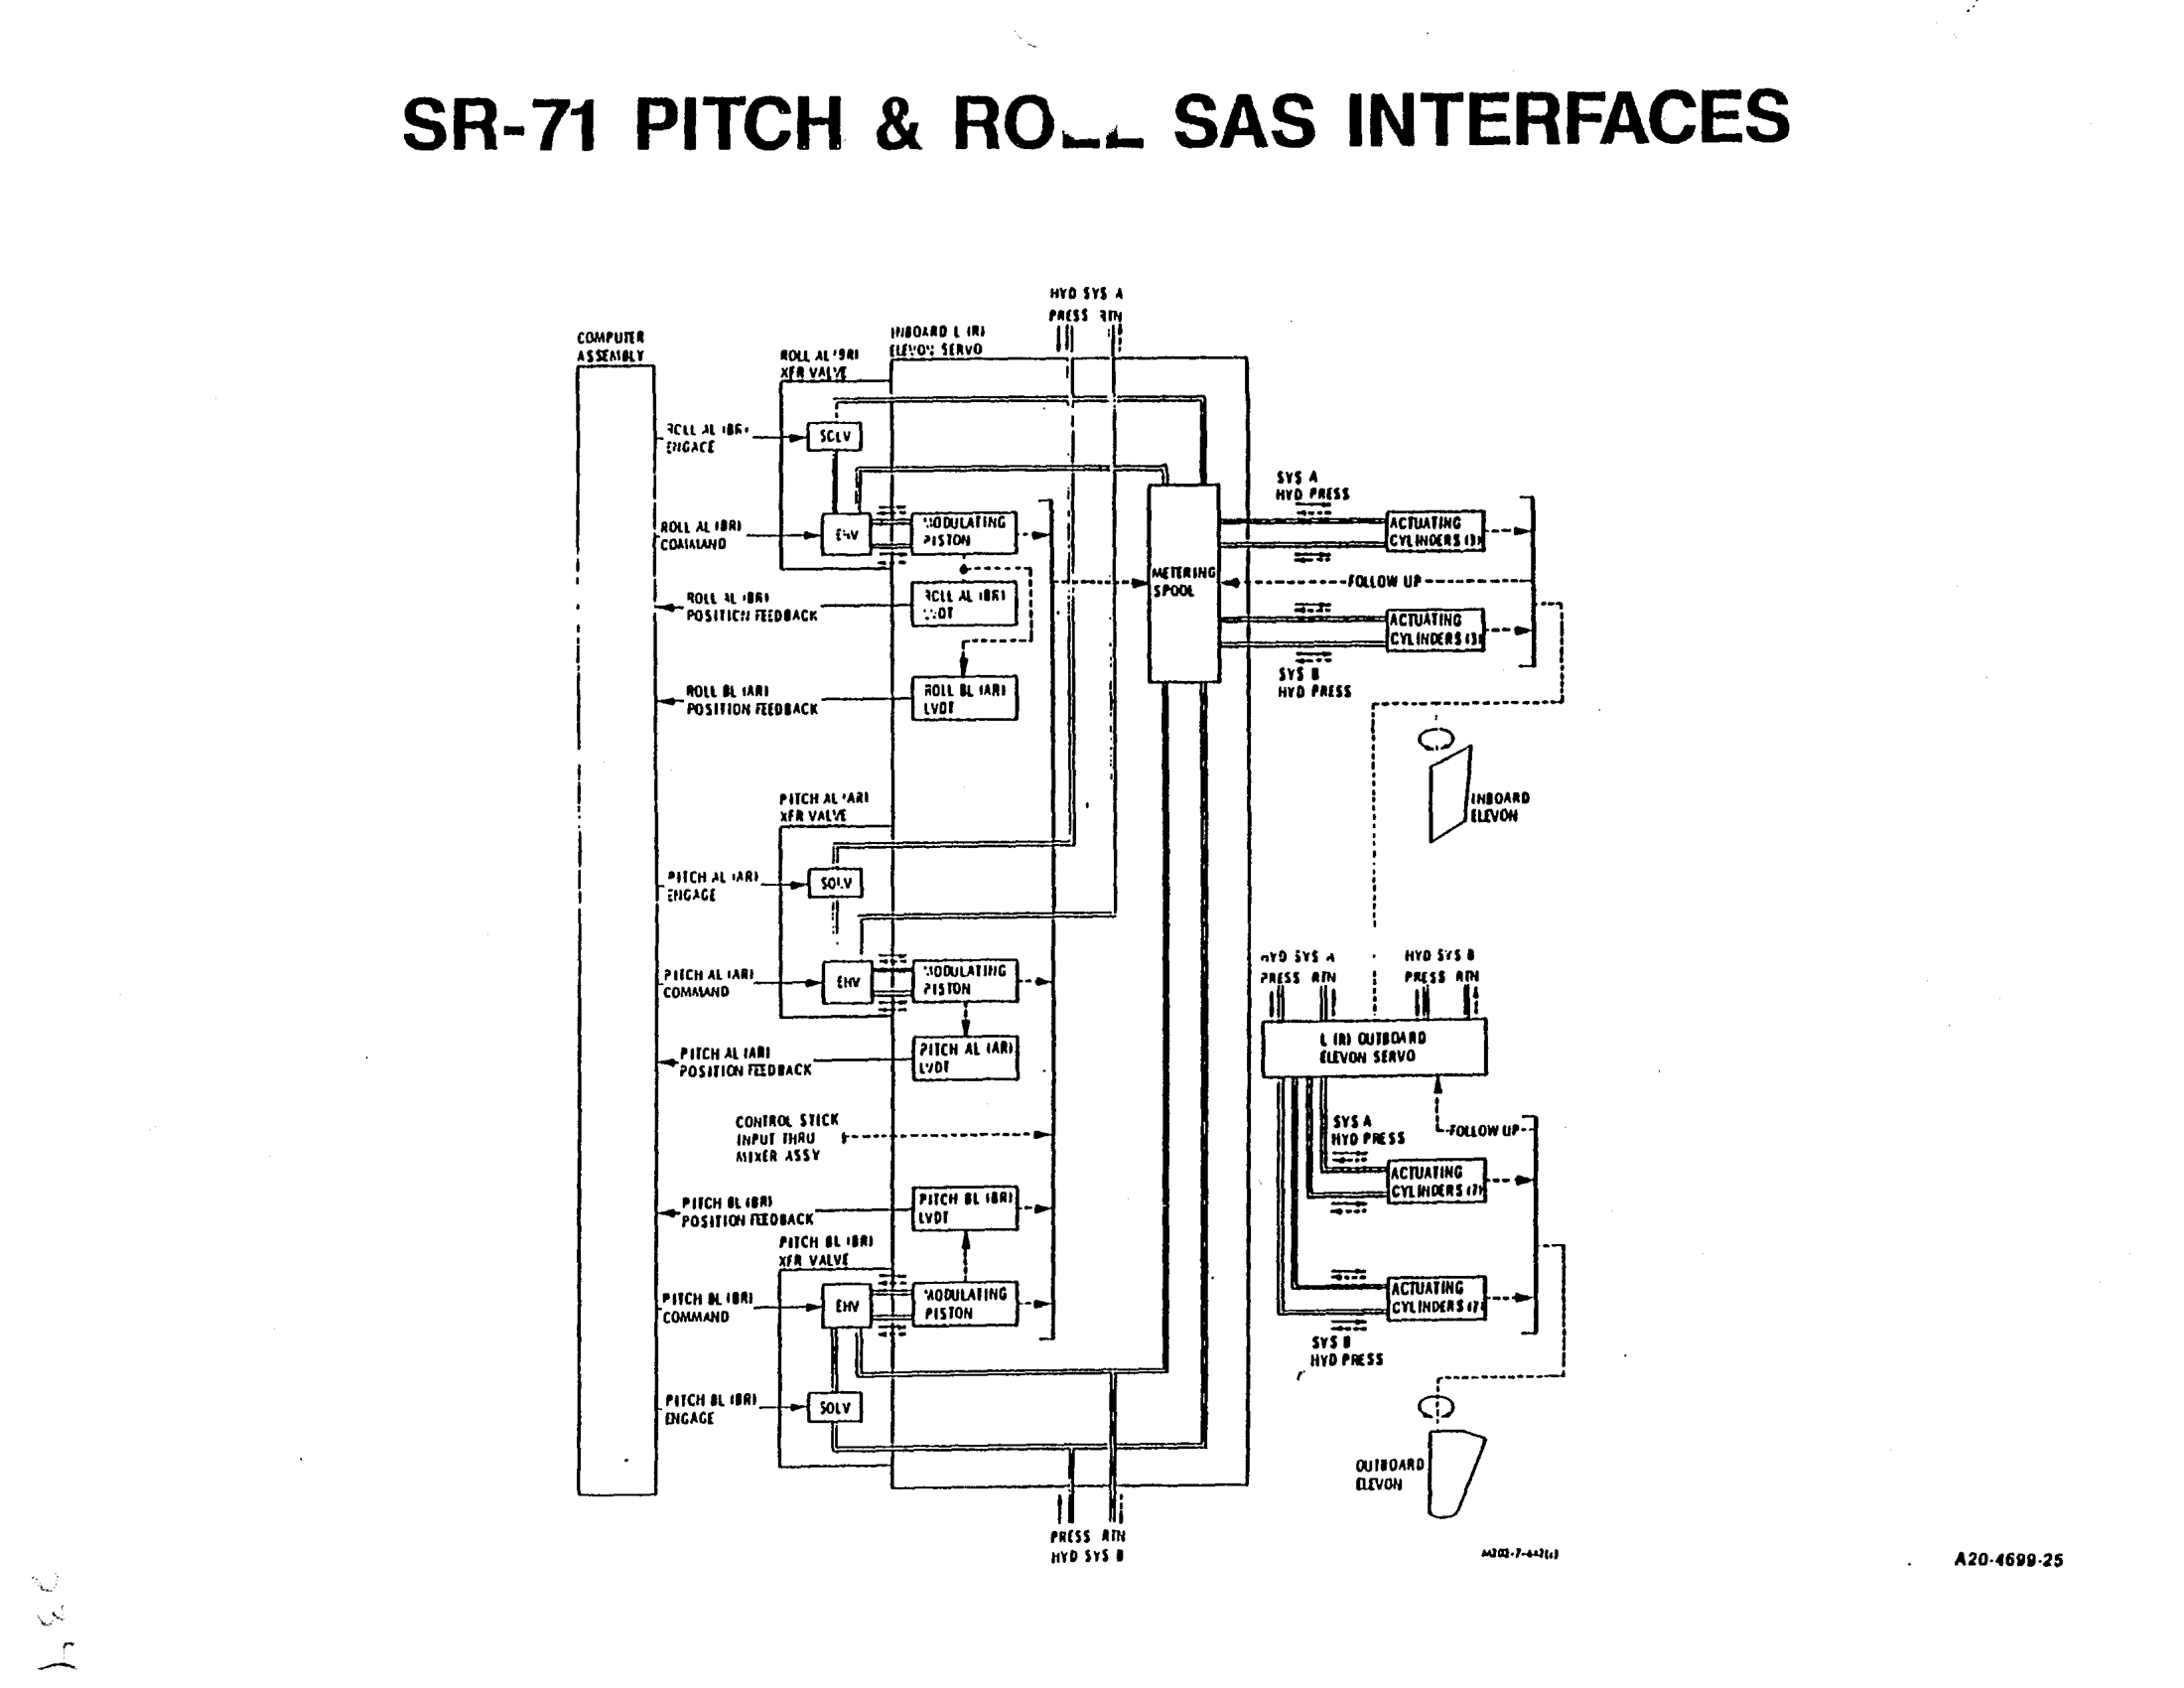 SR-71 PITCH & ROLL SAS INTERFACES
HYD SYS A
PRESS RTN
COMPUTER
ASSEMBLY
INBOARD L (R)
ELEVON SERVO
ROLL AL (BR)
XFR VALVE
ROLL AL (BR)
ENGAGE
SOLV
ROLL AL (BR)
COMMAND
EHV
MODULATING
PISTON
ROLL AL (BR)
POSITION FEEDBACK
ROLL AL (BR)
LVDT
ROLL BL (AR)
POSITION FEEDBACK
ROLL BL (AR)
LVDT
METERING
SPOOL
SYS A
HYD PRESS
ACTUATING
CYLINDERS (3)
FOLLOW UP
ACTUATING
CYLINDERS (3)
SYS B
HYD PRESS
INBOARD
ELEVON
PITCH AL (AR)
XFR VALVE
PITCH AL (AR)
ENGAGE
SOLV
PITCH AL (AR)
COMMAND
EHV
MODULATING
PISTON
PITCH AL (AR)
POSITION FEEDBACK
PITCH AL (AR)
LVDT
CONTROL STICK
INPUT THRU
MIXER ASSY
PITCH BL (BR)
POSITION FEEDBACK
PITCH BL (BR)
LVDT
PITCH BL (BR)
XFR VALVE
PITCH BL (BR)
COMMAND
EHV
MODULATING
PISTON
PITCH BL (BR)
ENGAGE
SOLV
PRESS RTN
HYD SYS B
HYD SYS A HYD SYS B
PRESS RTN PRESS RTN
L (R) OUTBOARD
ELEVON SERVO
SYS A
HYD PRESS
FOLLOW UP
ACTUATING
CYLINDERS (7)
ACTUATING
CYLINDERS (7)
SYS B
HYD PRESS
OUTBOARD
ELEVON
A20-4699-25